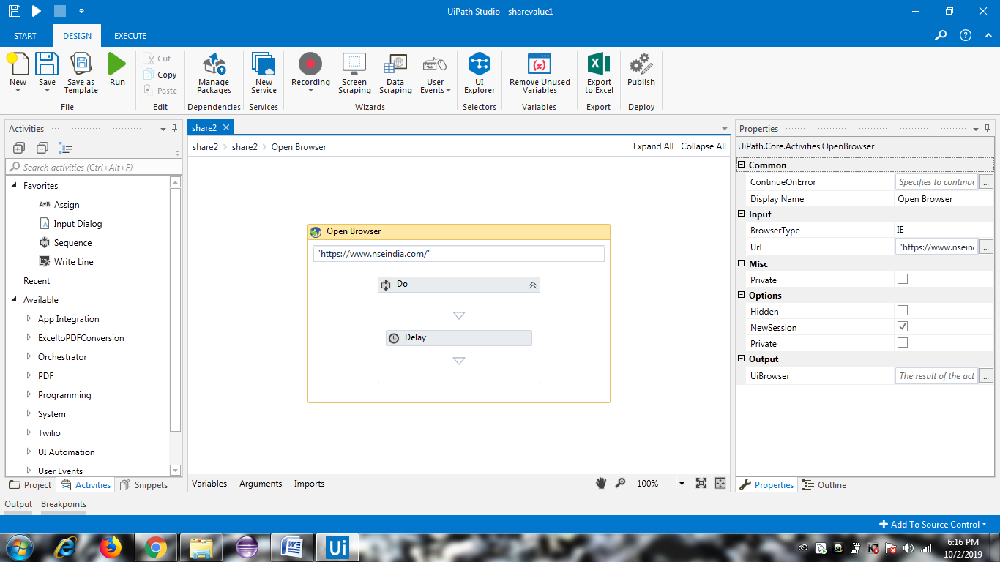 UiPath Studio - sharevalue1
START DESIGN EXECUTE
New Save Save as Template Run Cut Copy Paste Manage Packages New Service Recording Screen Scraping Data Scraping User Events UI Explorer Remove Unused Variables Export to Excel Publish
File Edit Dependencies Services Wizards Selectors Variables Export Deploy
Activities
Search activities (Ctrl+Alt+F)
Favorites
A+B Assign
A Input Dialog
Sequence
Write Line
Recent
Available
App Integration
ExceltoPDFConversion
Orchestrator
PDF
Programming
System
Twilio
UI Automation
User Events
Project Activities Snippets
share2
share2 share2 Open Browser Expand All Collapse All
Open Browser
"https://www.nseindia.com/"
Do
Delay
Variables Arguments Imports 100%
Properties
UiPath.Core.Activities.OpenBrowser
Common
ContinueOnError Specifies to continue ...
Display Name Open Browser
Input
BrowserType IE
Url "https://www.nseind ...
Misc
Private
Options
Hidden
NewSession
Private
Output
UiBrowser The result of the act ...
Properties Outline
Output Breakpoints
Add To Source Control
Ui
6:16 PM
10/2/2019